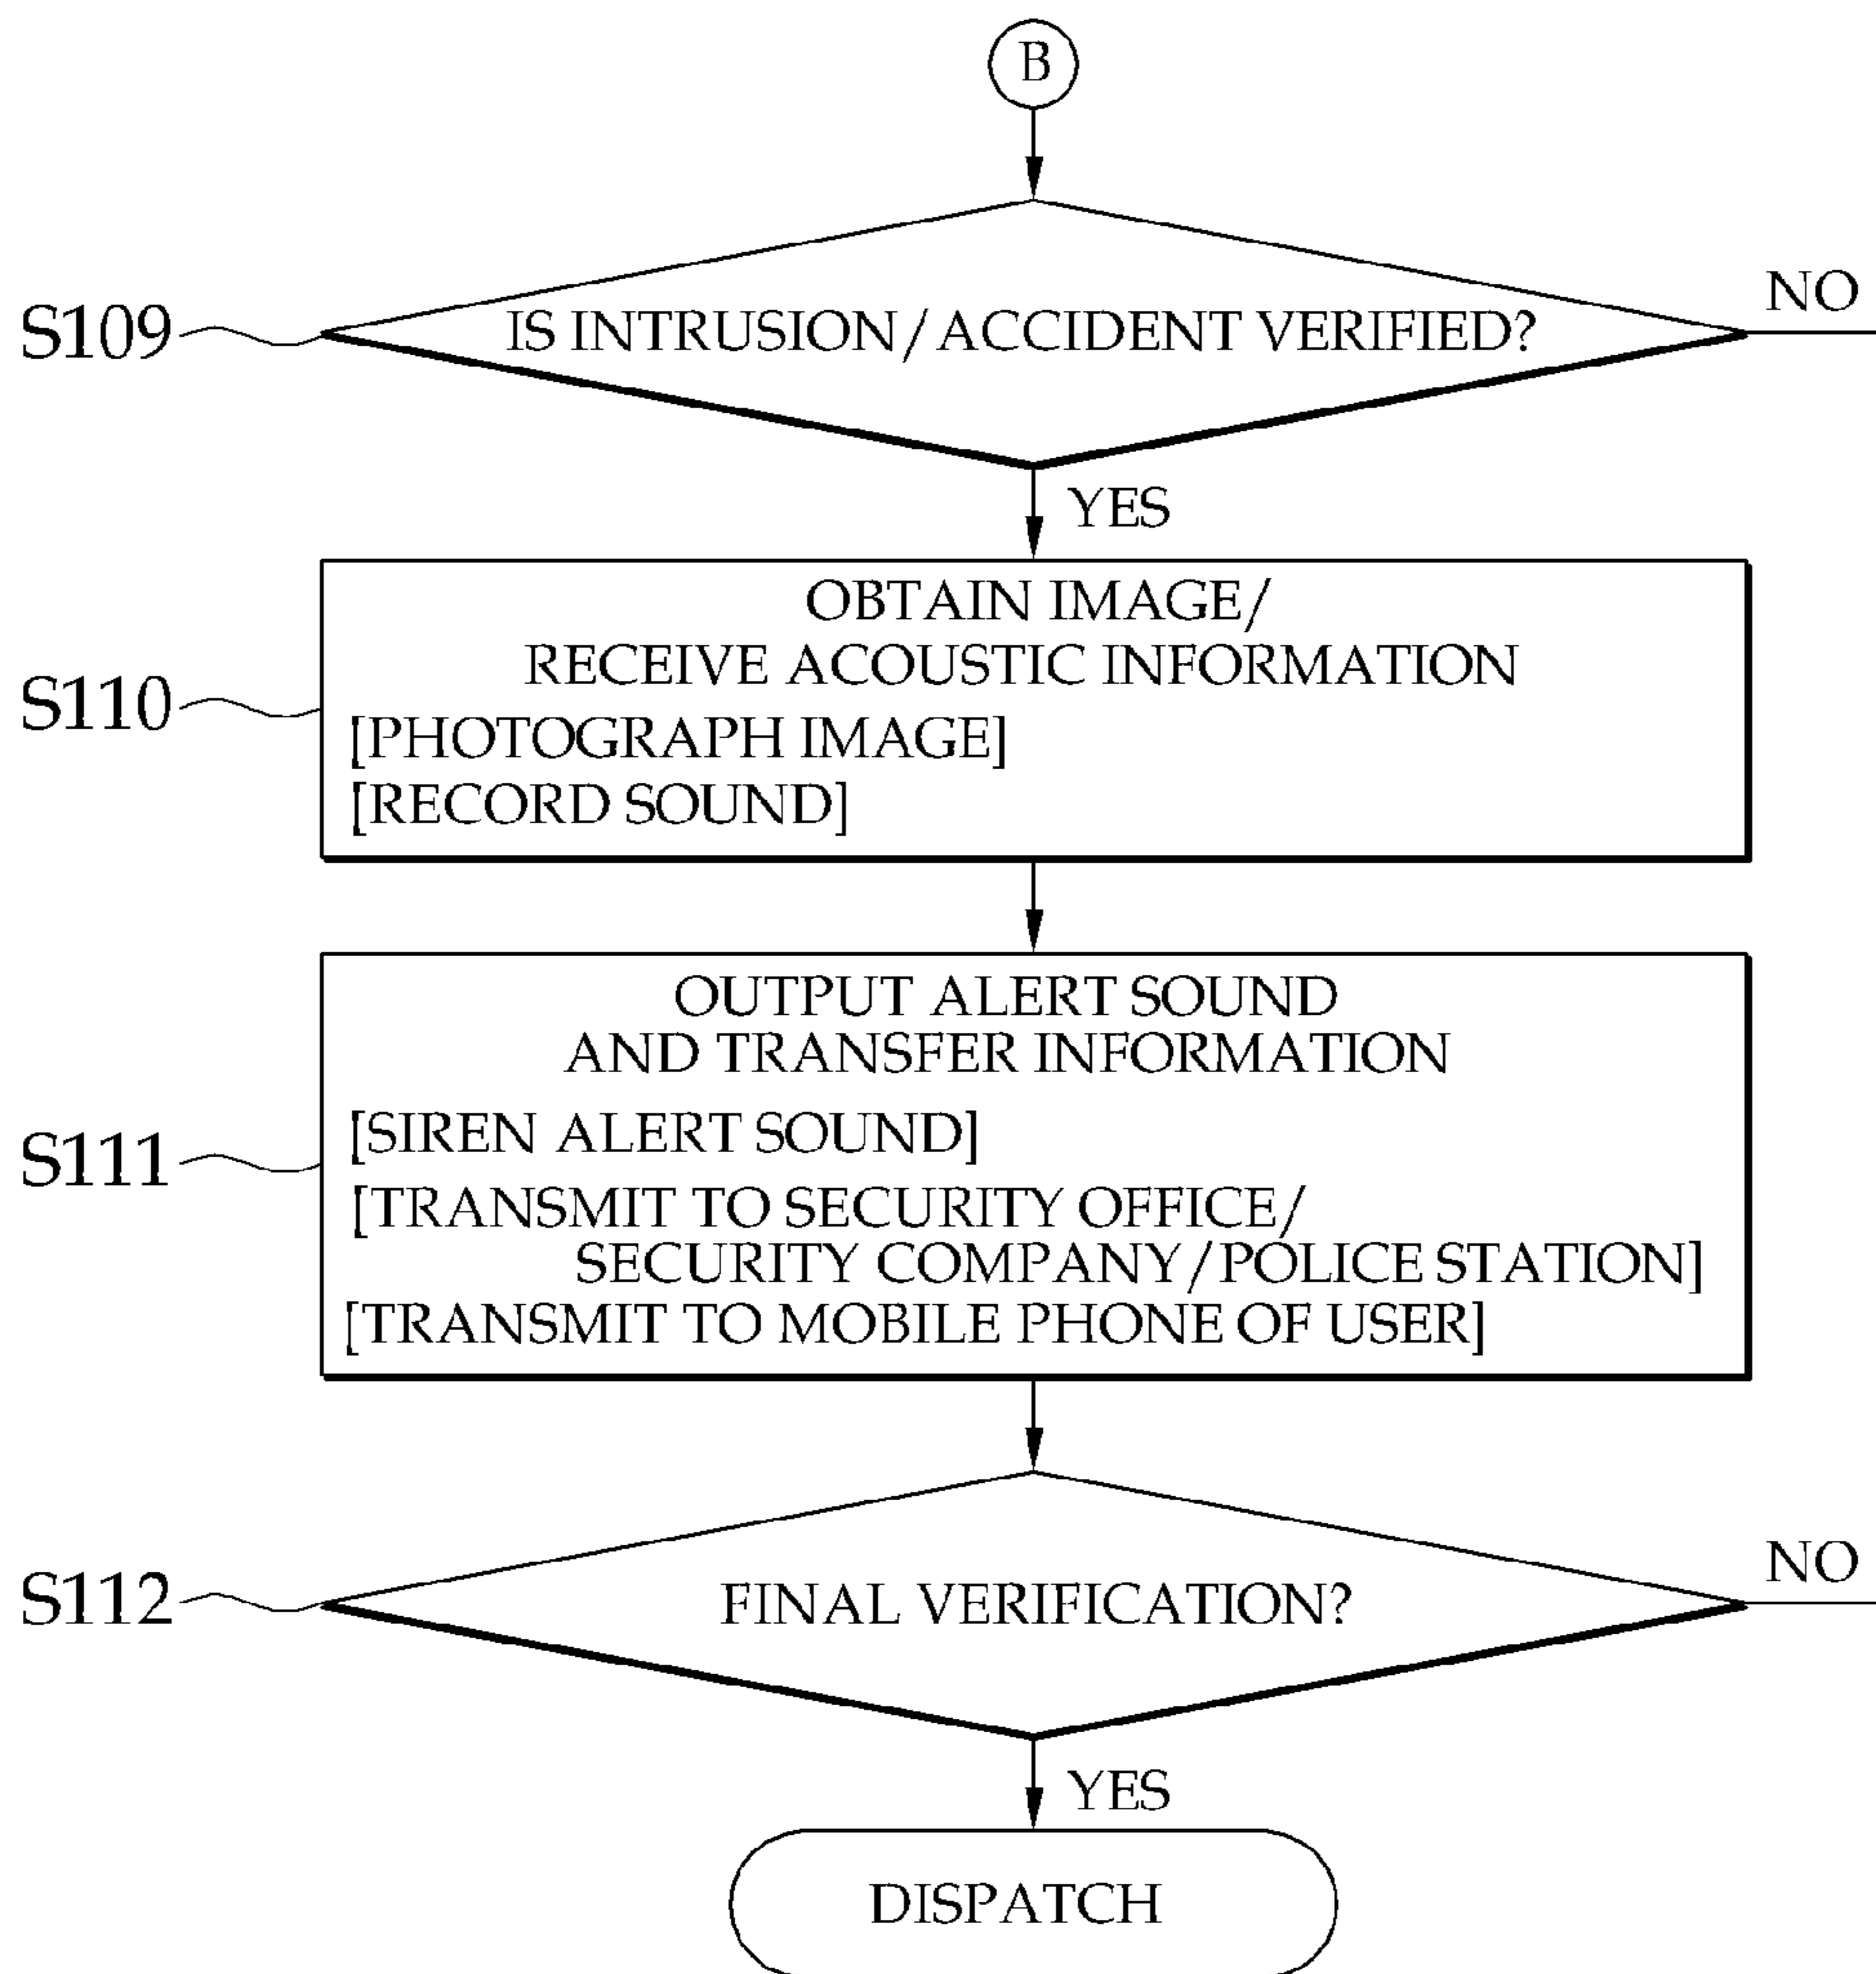 B
IS INTRUSION/ACCIDENT VERIFIED?
NO
S109
YES
OBTAIN IMAGE/
RECEIVE ACOUSTIC INFORMATION
[PHOTOGRAPH IMAGE]
[RECORD SOUND]
S110
OUTPUT ALERT SOUND
AND TRANSFER INFORMATION
[SIREN ALERT SOUND]
[TRANSMIT TO SECURITY OFFICE/
SECURITY COMPANY/POLICE STATION]
[TRANSMIT TO MOBILE PHONE OF USER]
S111
FINAL VERIFICATION?
NO
S112
YES
DISPATCH